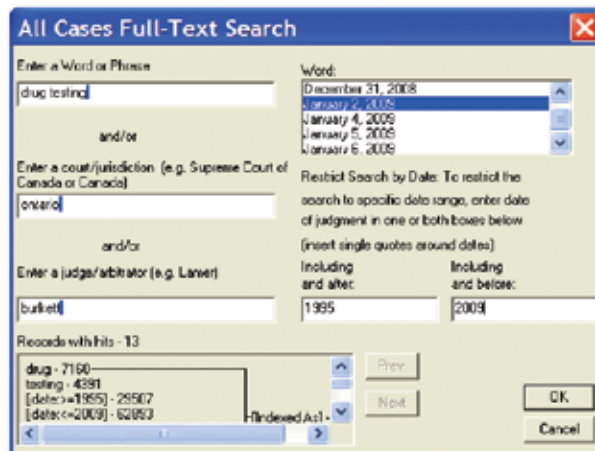 All Cases Full-Text Search
Enter a Word or Phrase
drug testing
and/or
Enter a court/jurisdiction (e.g. Supreme Court of
Canada or Canada)
ontario
and/or
Enter a judge/arbitrator (e.g. Lamer)
burkett
Word:
December 31, 2008
January 2, 2009
January 4, 2009
January 5, 2009
January 6, 2009
Restrict Search by Date: To restrict the
search to specific date range, enter date
of judgment in one or both boxes below
(insert single quotes around dates)
Including
and after:
1995
Including
and before:
2009
Records with hits - 13
drug - 7160
testing - 4391
[date:>=1995] - 29507
[date:<=2009] - 62893
[Indexed As] -
Prev.
Next
OK
Cancel